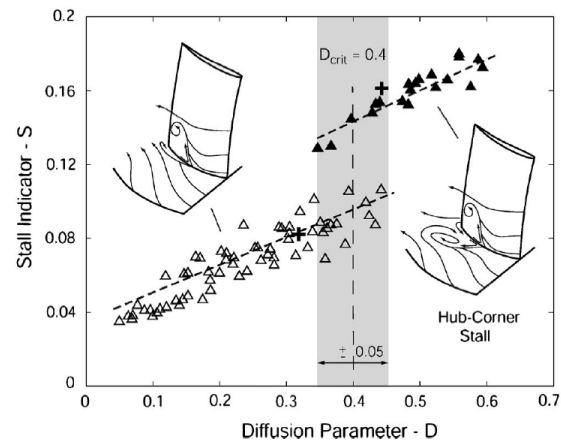 0.2
0.16
0.12
0.08
0.04
0
Stall Indicator - S
D_crit = 0.4
± 0.05
Hub-Corner
Stall
0 0.1 0.2 0.3 0.4 0.5 0.6 0.7
Diffusion Parameter - D